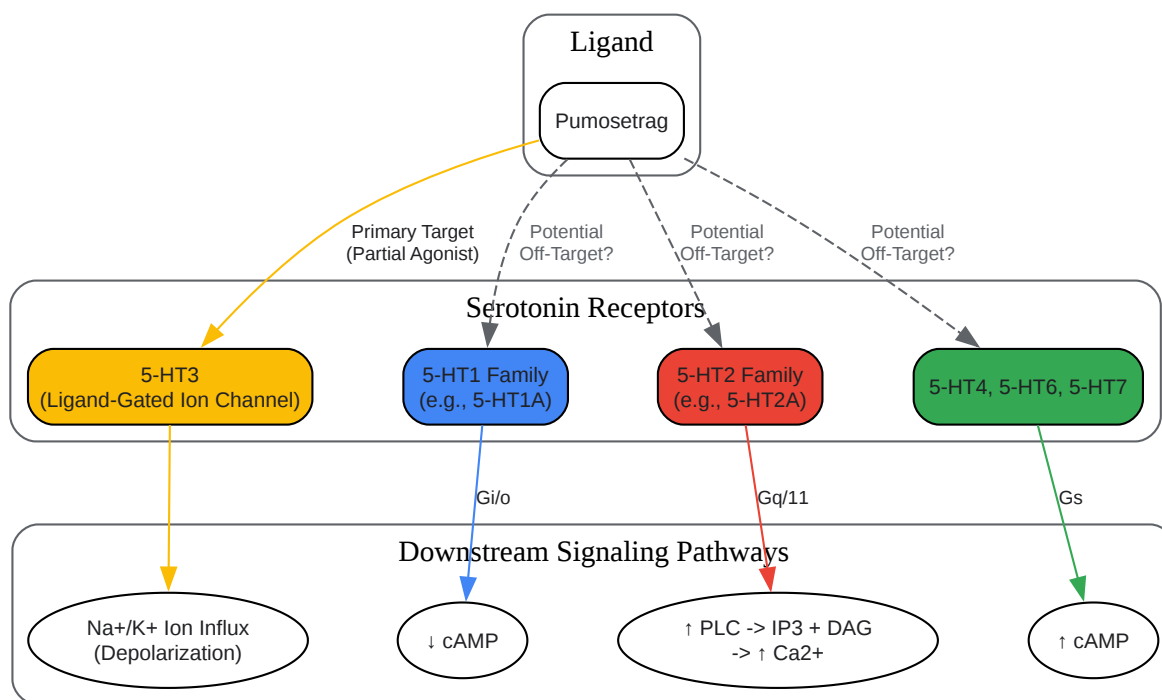 Ligand
Pumosetrag
Primary Target
(Partial Agonist)
Potential
Off-Target?
Potential
Off-Target?
Potential
Off-Target?
Serotonin Receptors
5-HT3
(Ligand-Gated Ion Channel)
5-HT1 Family
(e.g., 5-HT1A)
5-HT2 Family
(e.g., 5-HT2A)
5-HT4, 5-HT6, 5-HT7
Gi/o
Gq/11
Gs
Downstream Signaling Pathways
Na+/K+ Ion Influx
(Depolarization)
↓ cAMP
↑ PLC -> IP3 + DAG
-> ↑ Ca2+
↑ cAMP